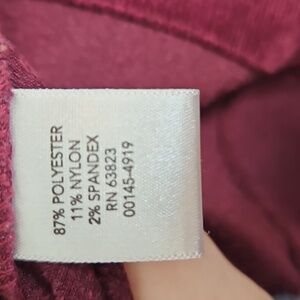 87% POLYESTER
11% NYLON
2% SPANDEX
RN 63823
00145-4919